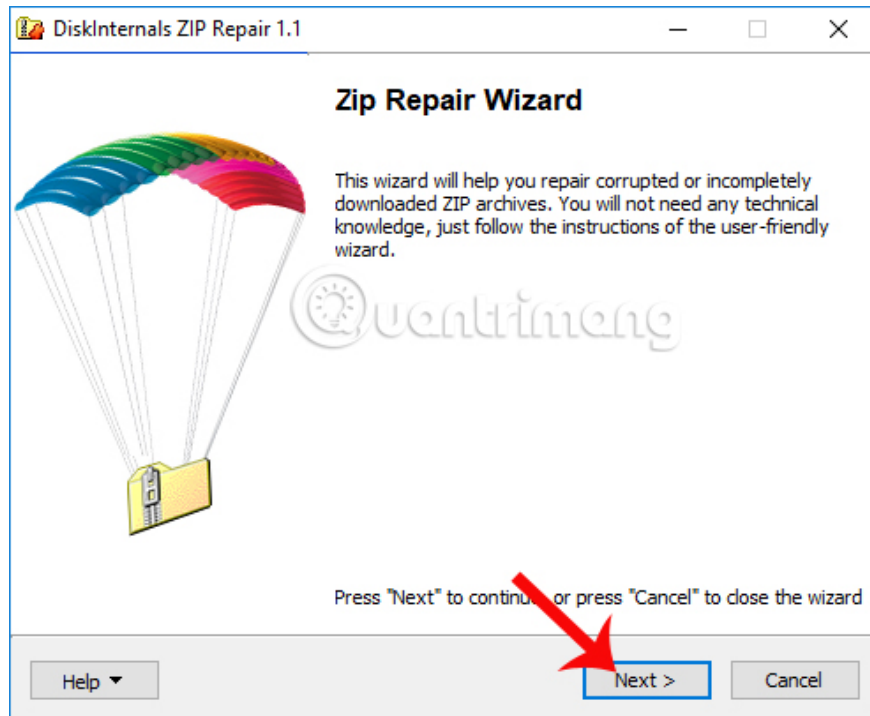 DiskInternals ZIP Repair 1.1
Zip Repair Wizard
This wizard will help you repair corrupted or incompletely
downloaded ZIP archives. You will not need any technical
knowledge, just follow the instructions of the user-friendly
wizard.
Quantrimang
Press "Next" to continue, or press "Cancel" to close the wizard
Help
Next >
Cancel